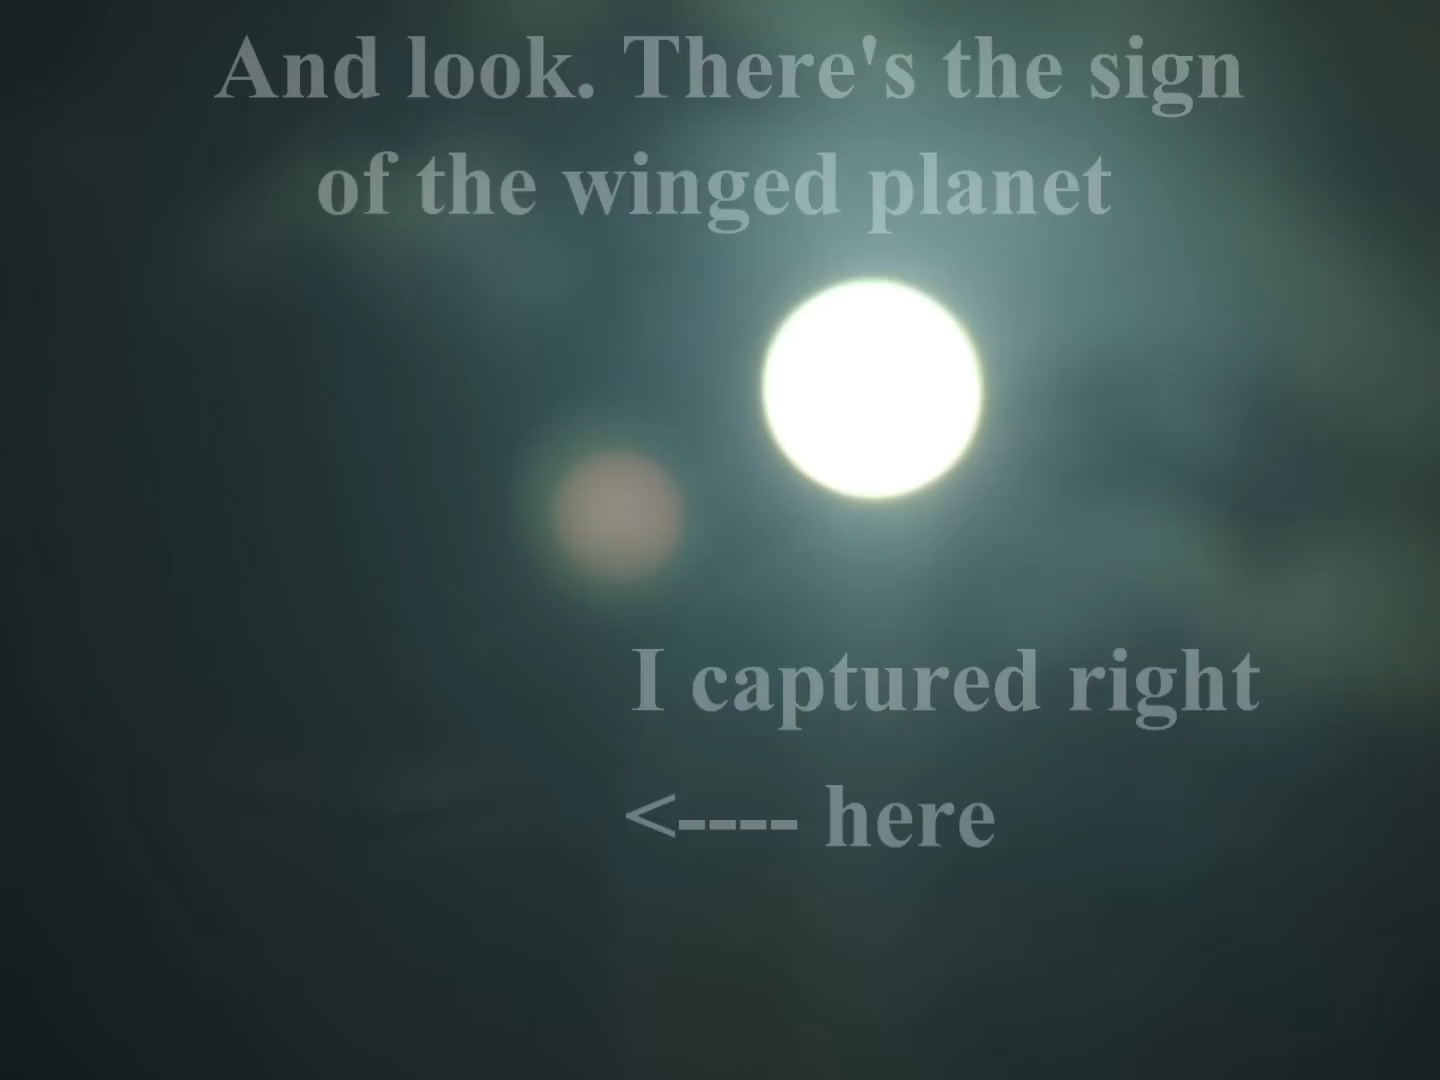 And look. There's the sign
of the winged planet
I captured right
<---- here